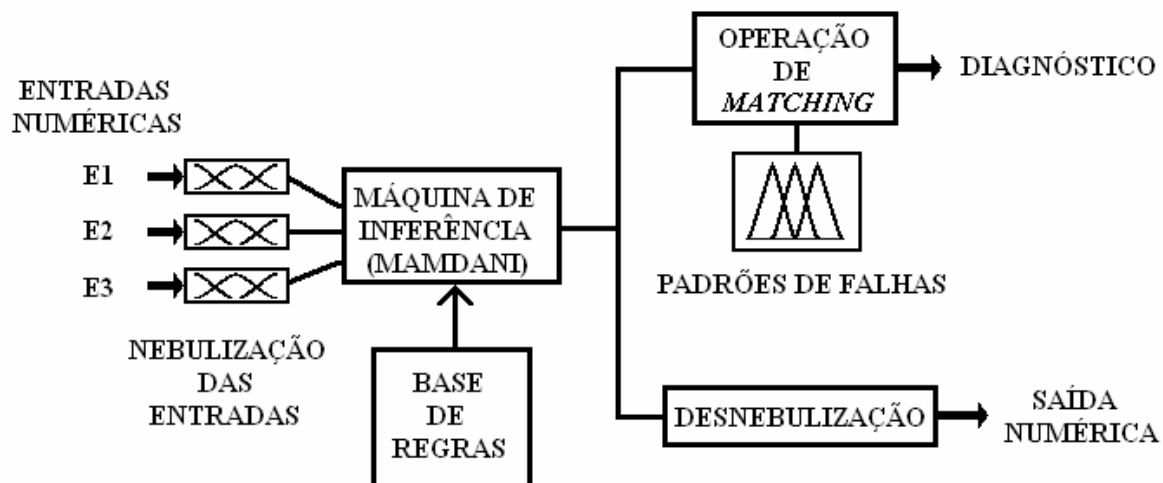 ENTRADAS
NUMÉRICAS
E1
E2
E3
NEBULIZAÇÃO
DAS
ENTRADAS
MÁQUINA DE
INFERÊNCIA
(MAMDANI)
BASE
DE
REGRAS
OPERAÇÃO
DE
MATCHING
DIAGNÓSTICO
PADRÕES DE FALHAS
DESNEBULIZAÇÃO
SAÍDA
NUMÉRICA